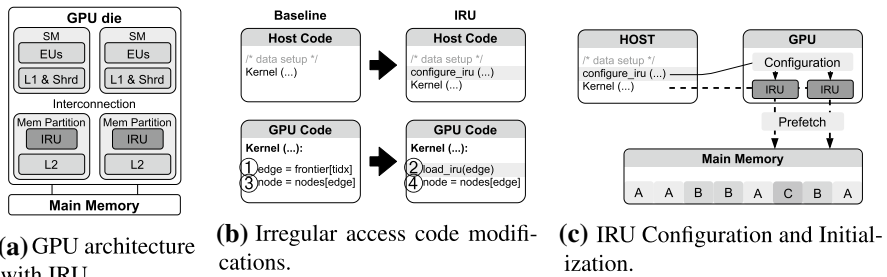 GPU die
SM
SM
EUs
EUs
L1 & Shrd
L1 & Shrd
Interconnection
Mem Partition
Mem Partition
IRU
IRU
L2
L2
Main Memory
(a) GPU architecture
with IRU
Baseline
IRU
Host Code
/* data setup */
Kernel (...)
Host Code
/* data setup */
configure_iru (...)
Kernel (...)
GPU Code
Kernel (...):
1 edge = frontier[tidx]
3 node = nodes[edge]
GPU Code
Kernel (...):
2 load_iru(edge)
4 node = nodes[edge]
(b) Irregular access code modifi-
cations.
HOST
/* data setup */
configure_iru (...)
Kernel (...)
GPU
Configuration
IRU
IRU
Prefetch
Main Memory
A A B B A C B A
(c) IRU Configuration and Initial-
ization.